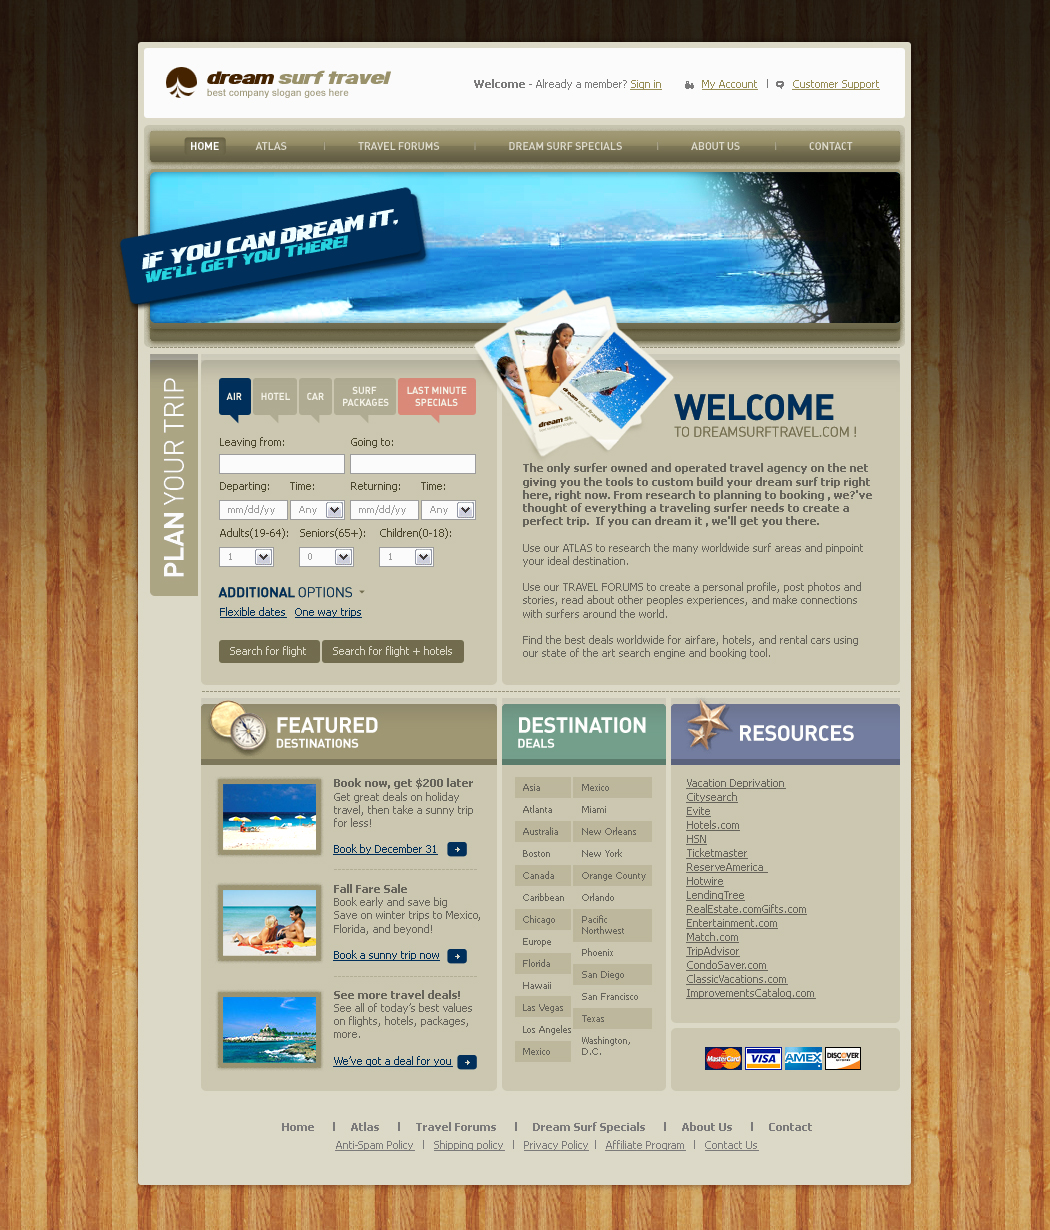 dream surf travel
best company slogan goes here
Welcome - Already a member? Sign in
My Account | Customer Support
HOME
ATLAS
TRAVEL FORUMS
DREAM SURF SPECIALS
ABOUT US
CONTACT
IF YOU CAN DREAM IT.
WE'LL GET YOU THERE!
PLAN YOUR TRIP
AIR
HOTEL
CAR
SURF
PACKAGES
LAST MINUTE
SPECIALS
Leaving from:
Going to:
Departing:
Time:
Returning:
Time:
mm/dd/yy
Any
mm/dd/yy
Any
Adults(19-64):
Seniors(65+):
Children(0-18):
1
0
1
ADDITIONAL OPTIONS
Flexible dates
One way trips
Search for flight
Search for flight + hotels
dream surf travel
WELCOME
TO DREAMSURFTRAVEL.COM !
The only surfer owned and operated travel agency on the net
giving you the tools to custom build your dream surf trip right
here, right now. From research to planning to booking , we?'ve
thought of everything a traveling surfer needs to create a
perfect trip. If you can dream it , we'll get you there.
Use our ATLAS to research the many worldwide surf areas and pinpoint
your ideal destination.
Use our TRAVEL FORUMS to create a personal profile, post photos and
stories, read about other peoples experiences, and make connections
with surfers around the world.
Find the best deals worldwide for airfare, hotels, and rental cars using
our state of the art search engine and booking tool.
FEATURED
DESTINATIONS
Book now, get $200 later
Get great deals on holiday
travel, then take a sunny trip
for less!
Book by December 31
Fall Fare Sale
Book early and save big
Save on winter trips to Mexico,
Florida, and beyond!
Book a sunny trip now
See more travel deals!
See all of today's best values
on flights, hotels, packages,
more.
We've got a deal for you
DESTINATION
DEALS
Asia
Atlanta
Australia
Boston
Canada
Caribbean
Chicago
Europe
Florida
Hawaii
Las Vegas
Los Angeles
Mexico
Mexico
Miami
New Orleans
New York
Orange County
Orlando
Pacific
Northwest
Phoenix
San Diego
San Francisco
Texas
Washington,
D.C.
RESOURCES
Vacation Deprivation
Citysearch
Evite
Hotels.com
HSN
Ticketmaster
ReserveAmerica
Hotwire
LendingTree
RealEstate.comGifts.com
Entertainment.com
Match.com
TripAdvisor
CondoSaver.com
ClassicVacations.com
ImprovementsCatalog.com
MasterCard
VISA
AMEX
DISCOVER
Home | Atlas | Travel Forums | Dream Surf Specials | About Us | Contact
Anti-Spam Policy | Shipping policy | Privacy Policy | Affiliate Program | Contact Us